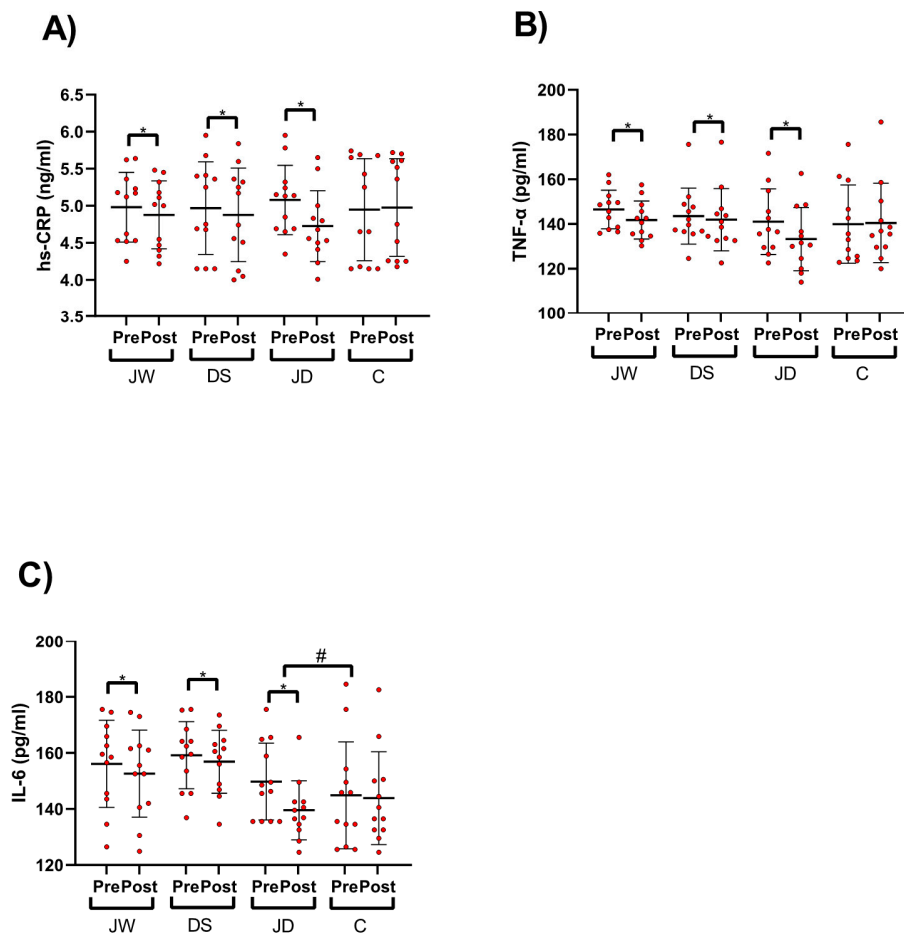 A)
hs-CRP (ng/ml)
6.5
6.0
5.5
5.0
4.5
4.0
3.5
* * *
PrePost PrePost PrePost PrePost
JW DS JD C
B)
TNF-α (pg/ml)
200
180
160
140
120
100
* * *
PrePost PrePost PrePost PrePost
JW DS JD C
C)
IL-6 (pg/ml)
200
180
160
140
120
#
* * *
PrePost PrePost PrePost PrePost
JW DS JD C